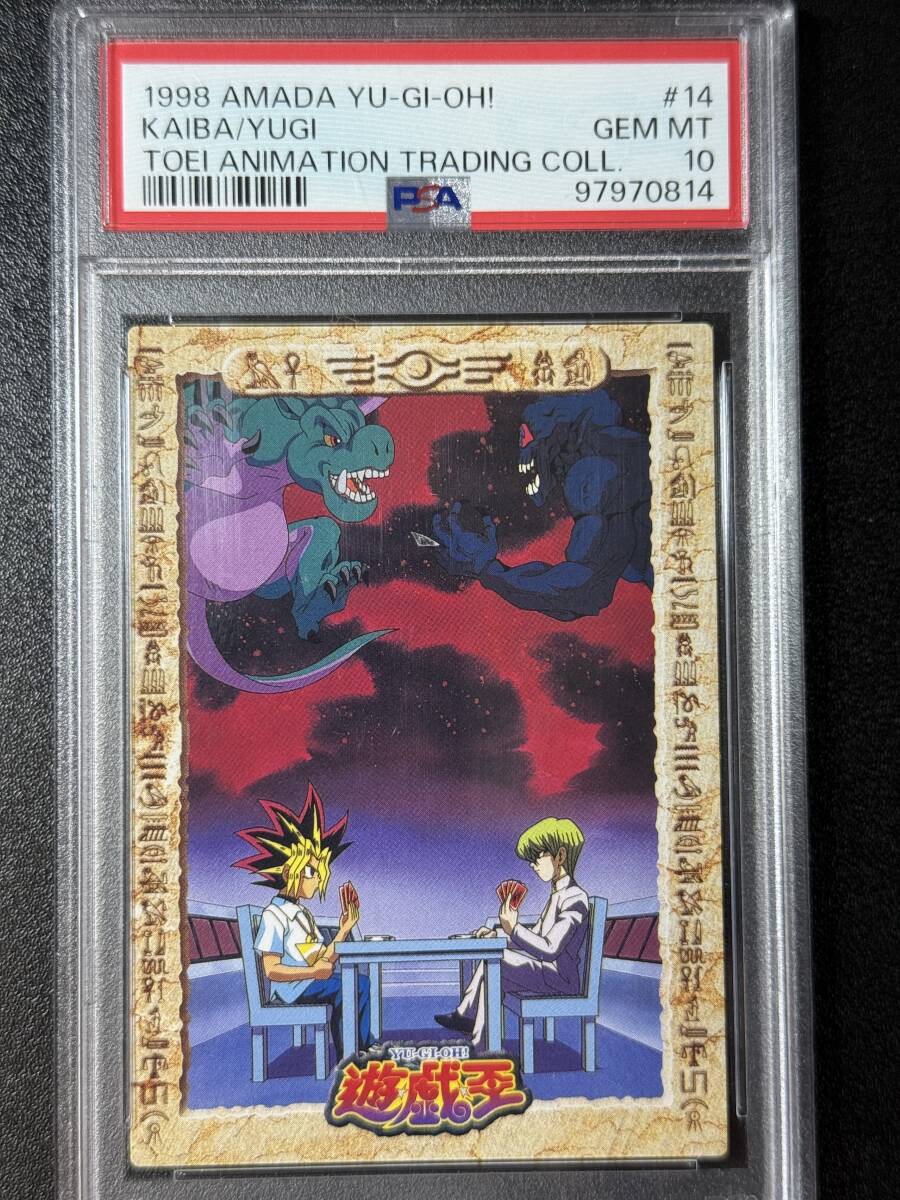 1998 AMADA YU-GI-OH! #14
KAIBA/YUGI GEM MT
TOEI ANIMATION TRADING COLL. 10
PSA 97970814
YU-GI-OH!
遊☆戯☆王